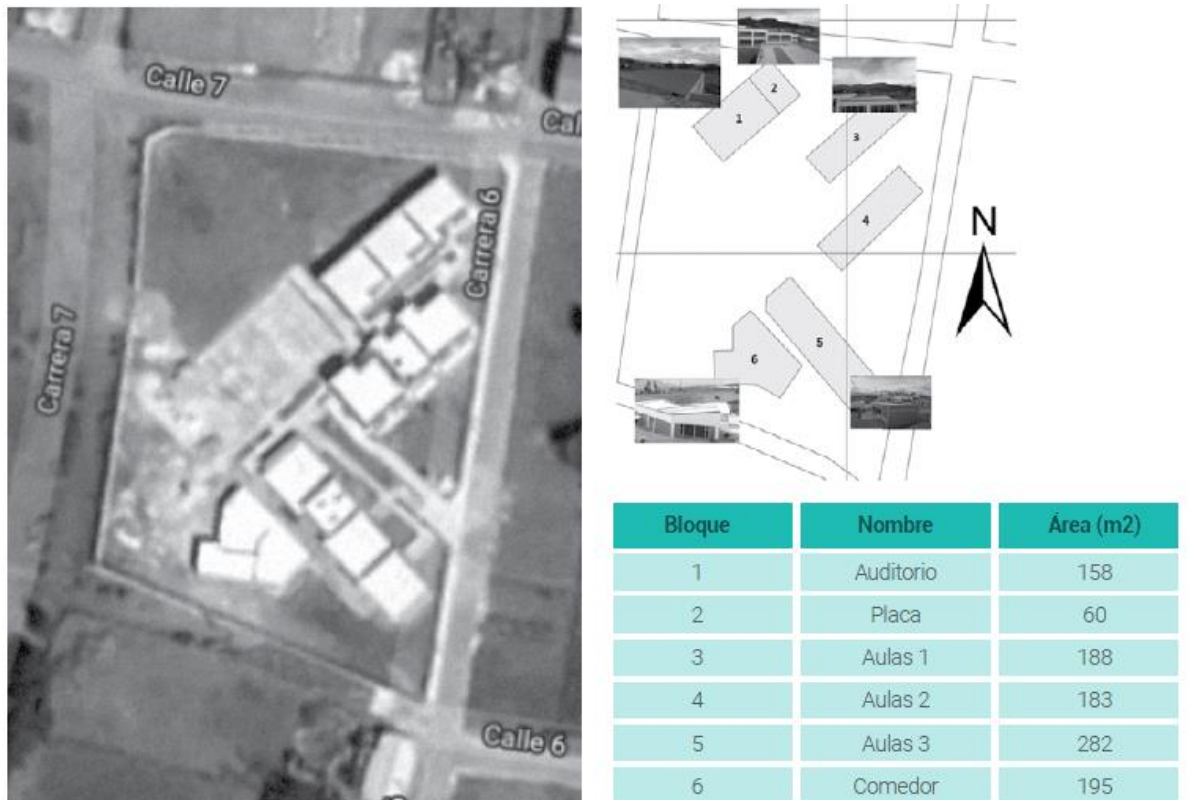 Calle 7
Cal
Carrera 6
Carrera 7
Calle 6
N
1
2
3
4
5
6
Bloque Nombre Área (m2)
1 Auditorio 158
2 Placa 60
3 Aulas 1 188
4 Aulas 2 183
5 Aulas 3 282
6 Comedor 195